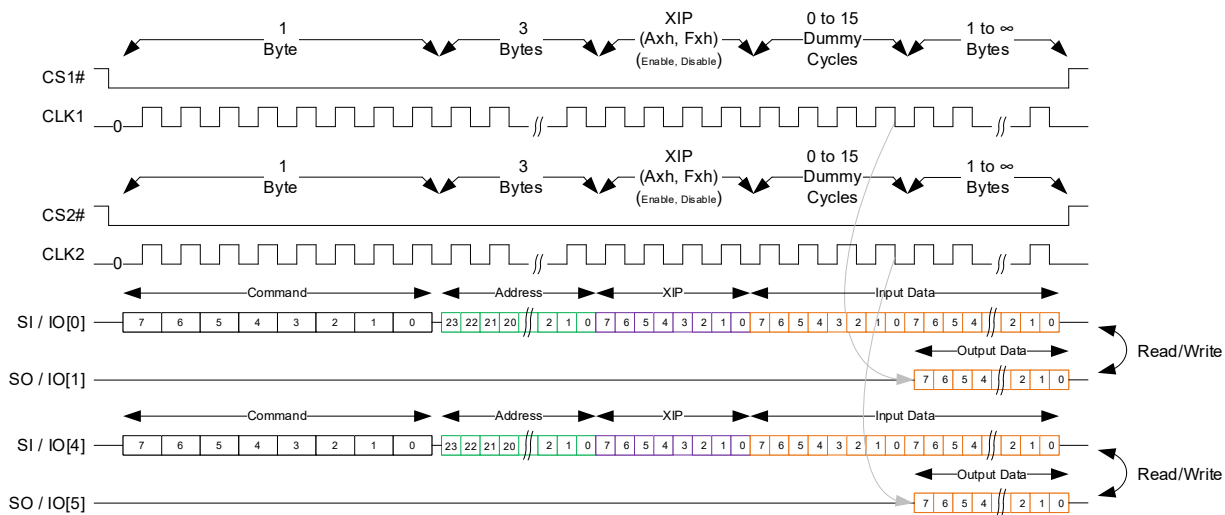 1
Byte
3
Bytes
XIP
(Axh, Fxh)
(Enable, Disable)
0 to 15
Dummy
Cycles
1 to ∞
Bytes
CS1#
CLK1
0
1
Byte
3
Bytes
XIP
(Axh, Fxh)
(Enable, Disable)
0 to 15
Dummy
Cycles
1 to ∞
Bytes
CS2#
CLK2
0
Command Address XIP Input Data
SI / IO[0] 7 6 5 4 3 2 1 0 23 22 21 20 2 1 0 7 6 5 4 3 2 1 0 7 6 5 4 3 2 1 0 7 6 5 4 2 1 0
Output Data
Read/Write
SO / IO[1] 7 6 5 4 2 1 0
Command Address XIP Input Data
SI / IO[4] 7 6 5 4 3 2 1 0 23 22 21 20 2 1 0 7 6 5 4 3 2 1 0 7 6 5 4 3 2 1 0 7 6 5 4 2 1 0
Output Data
Read/Write
SO / IO[5] 7 6 5 4 2 1 0